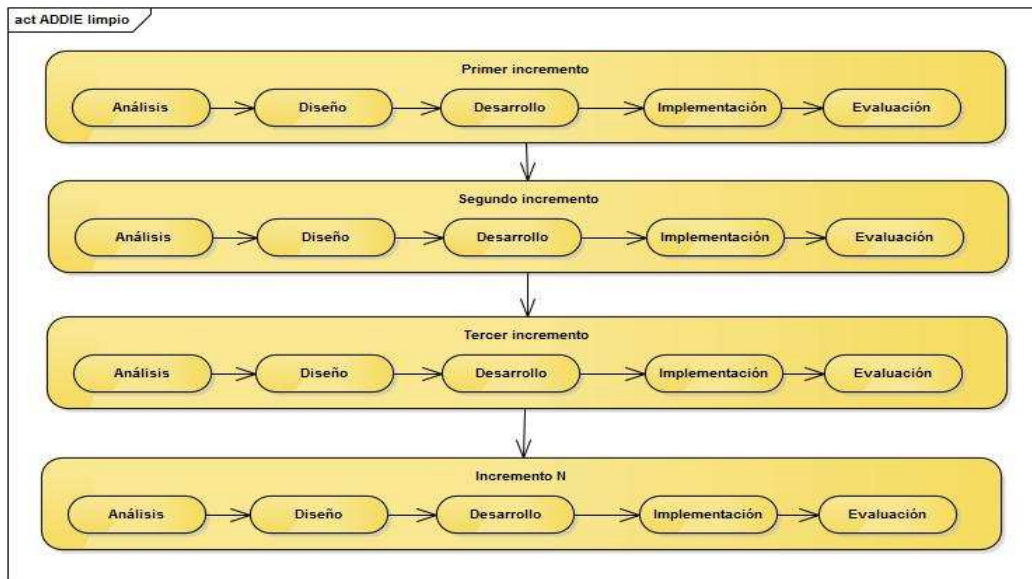 act ADDIE limpio
Primer incremento
Análisis Diseño Desarrollo Implementación Evaluación
Segundo incremento
Análisis Diseño Desarrollo Implementación Evaluación
Tercer incremento
Análisis Diseño Desarrollo Implementación Evaluación
Incremento N
Análisis Diseño Desarrollo Implementación Evaluación